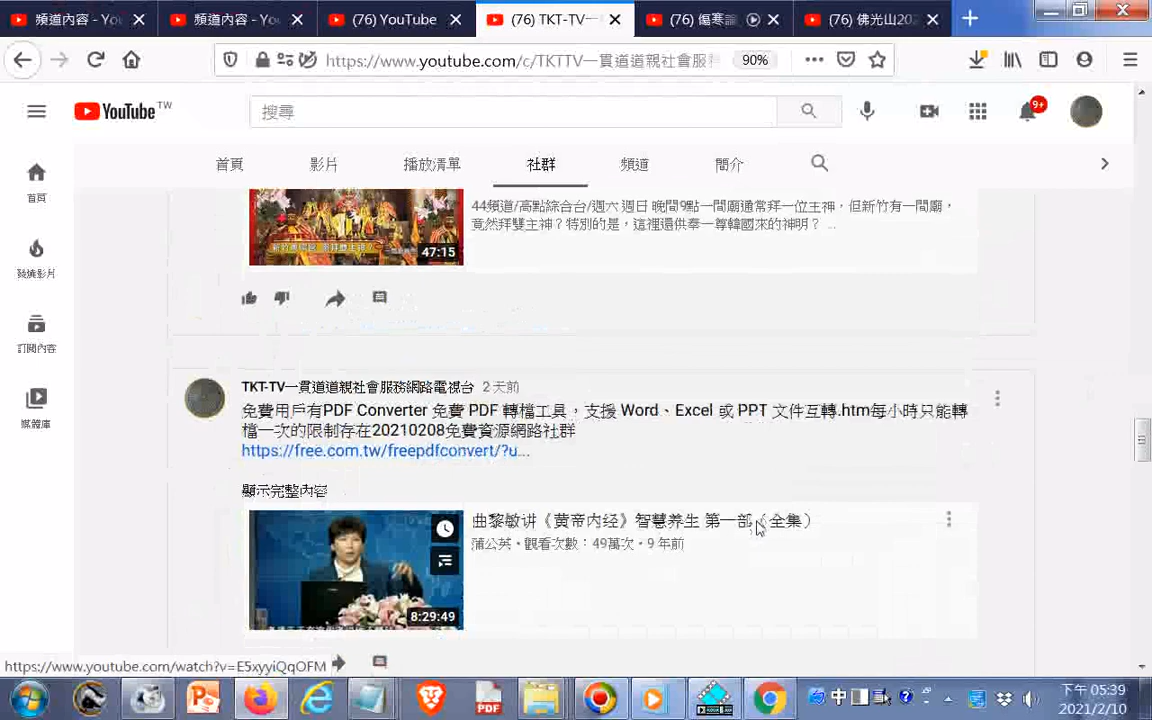 頻道內容 - Yo
頻道內容 - Yo
(76) YouTube
(76) TKT-TV一
(76) 傷寒論
(76) 佛光山202
https://www.youtube.com/c/TKTTV一貫道道親社會服務
90%
YouTube TW
搜尋
9+
首頁
影片
播放清單
社群
頻道
簡介
首頁
發燒影片
訂閱內容
媒體庫
44頻道/高點綜合台/週六 週日 晚間9點一間廟通常拜一位主神，但新竹有一間廟，
竟然拜雙主神？特別的是，這裡還供奉一尊韓國來的神明？ ...
47:15
TKT-TV一貫道道親社會服務網路電視台 2 天前
免費用戶有PDF Converter 免費 PDF 轉檔工具，支援 Word、Excel 或 PPT 文件互轉.htm每小時只能轉
檔一次的限制存在20210208免費資源網路社群
https://free.com.tw/freepdfconvert/?u...
顯示完整內容
曲黎敏讲《黄帝内经》智慧养生 第一部（全集）
蒲公英 • 觀看次數：49萬次 • 9 年前
8:29:49
https://www.youtube.com/watch?v=E5xyyiQqOFM
PDF
中
下午 05:39
2021/2/10